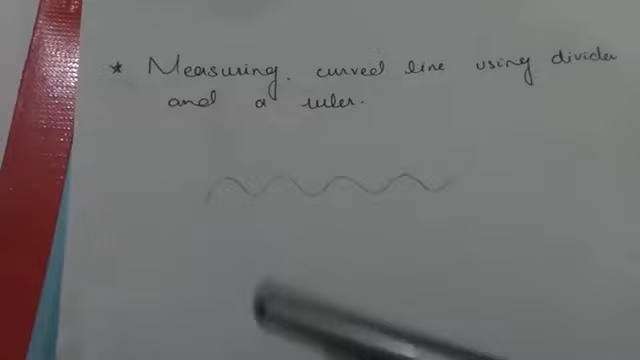 * Measuring. curved line using divider
and a ruler.